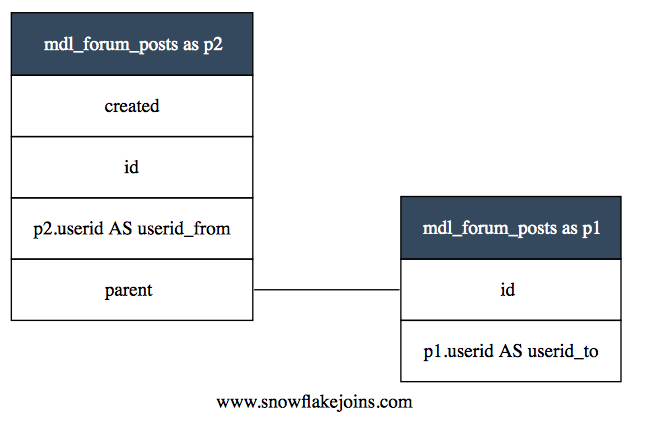 mdl_forum_posts as p2
created
id
p2.userid AS userid_from
parent
mdl_forum_posts as p1
id
p1.userid AS userid_to
www.snowflakejoins.com